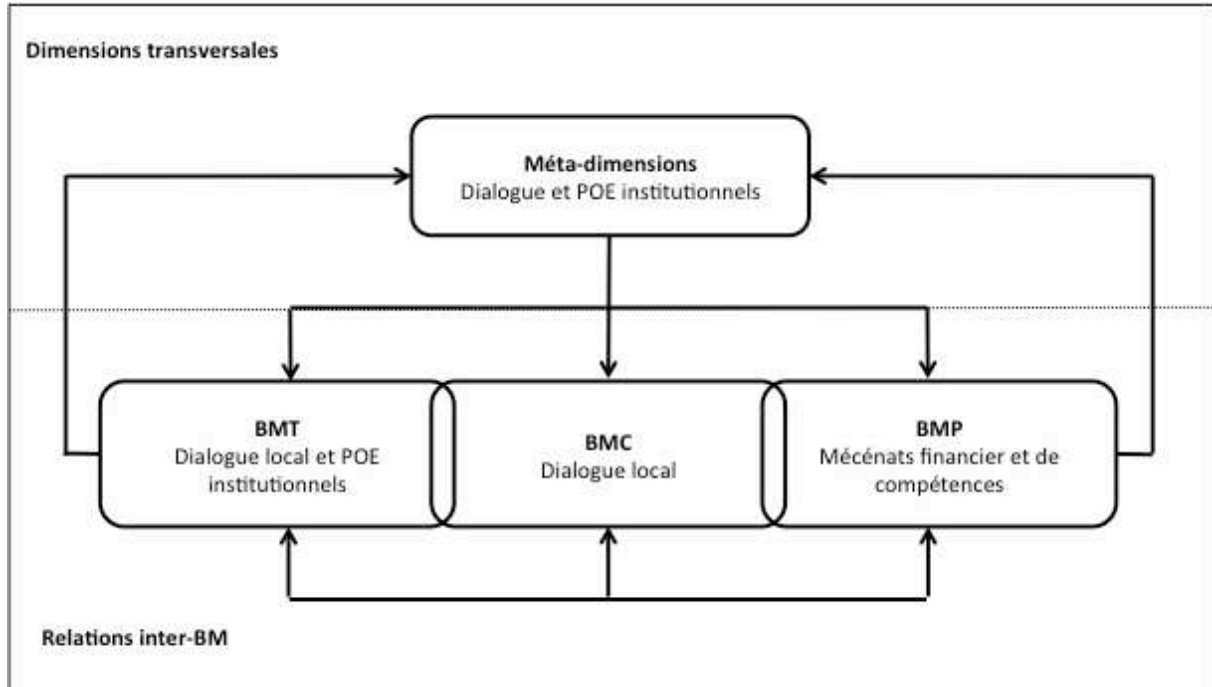 Dimensions transversales
Méta-dimensions
Dialogue et POE institutionnels
BMT
Dialogue local et POE
institutionnels
BMC
Dialogue local
BMP
Mécénats financier et de
compétences
Relations inter-BM